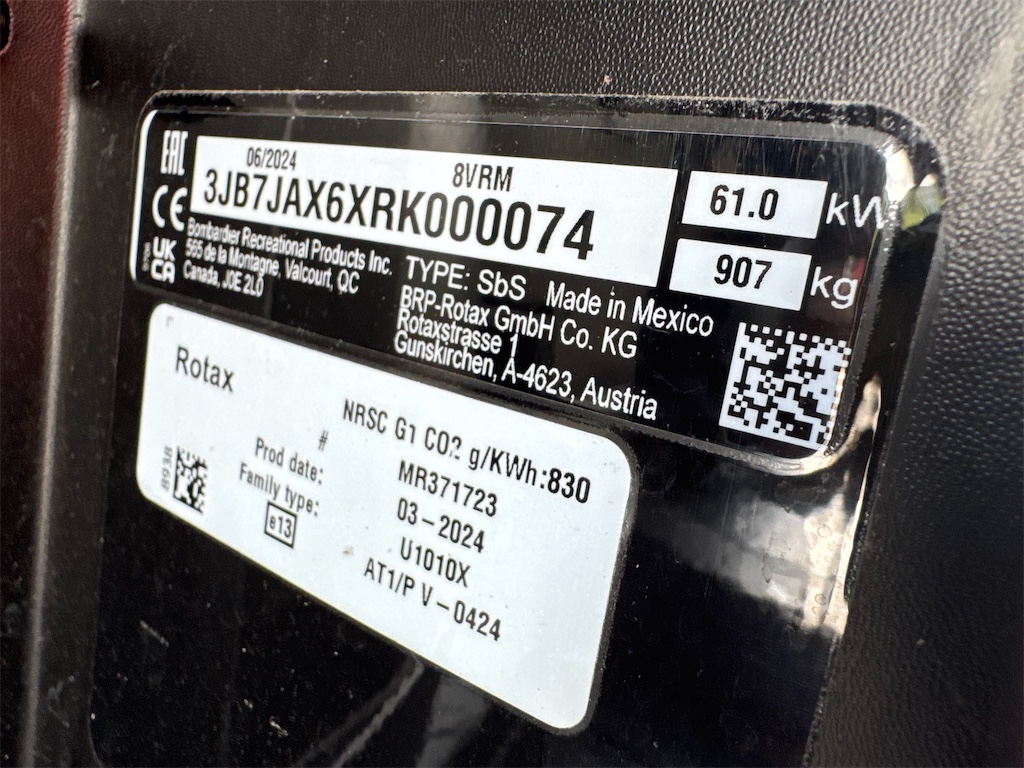 EAC
06/2024 8VRM
3JB7JAX6XRK000074
61.0 kW
907 kg
CE
UK
CA
Bombardier Recreational Products Inc.
565 de la Montagne, Valcourt, QC
Canada, J0E 2L0
TYPE: SbS Made in Mexico
BRP-Rotax GmbH Co. KG
Rotaxstrasse 1
Gunskirchen, A-4623, Austria
Rotax
NRSC G1 CO2 g/KWh:830
# MR371723
Prod date: 03-2024
Family type: U1010X
e13 AT1/P V-0424